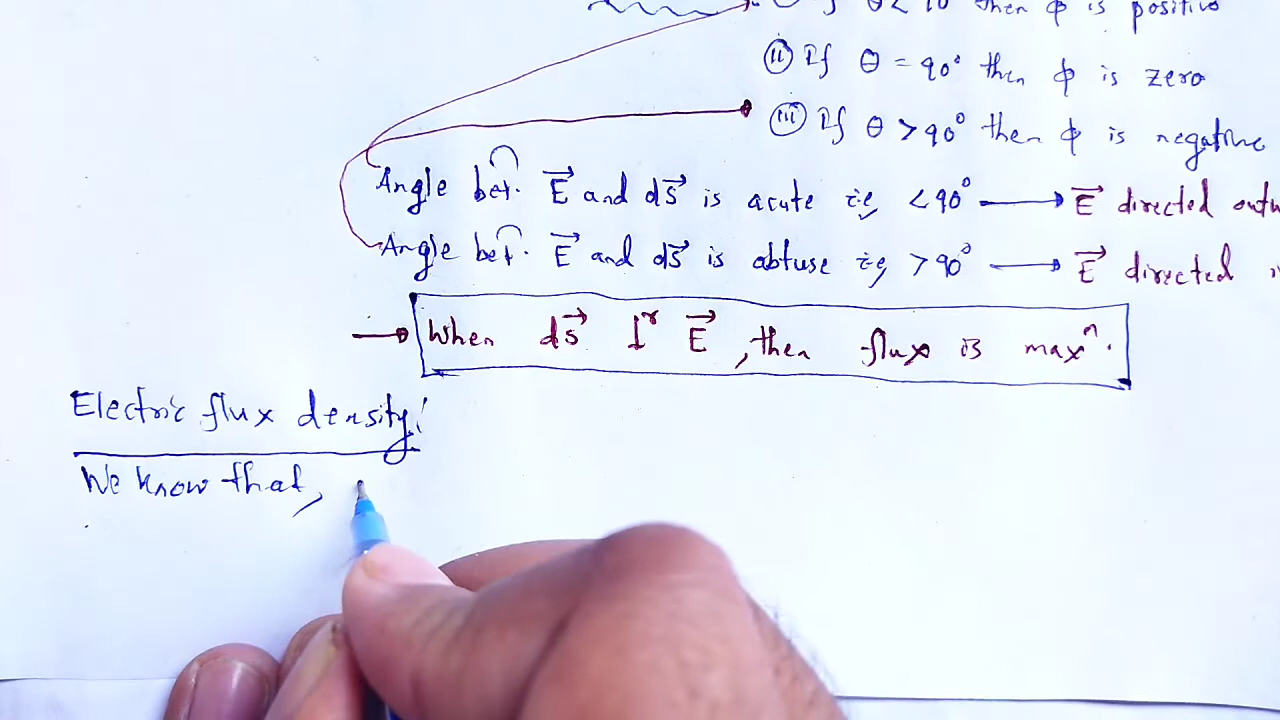 θ < 90° then ϕ is positive
(ii) If θ = 90° then ϕ is zero
(iii) If θ > 90° then ϕ is negative
Angle bet. E⃗ and ds⃗ is acute i.e, < 90° → E⃗ directed
Angle bet. E⃗ and ds⃗ is obtuse i.e, > 90° → E⃗ directed
→ When ds⃗ ⊥r E⃗, then flux is maxn.
Electric flux density:
We know that,